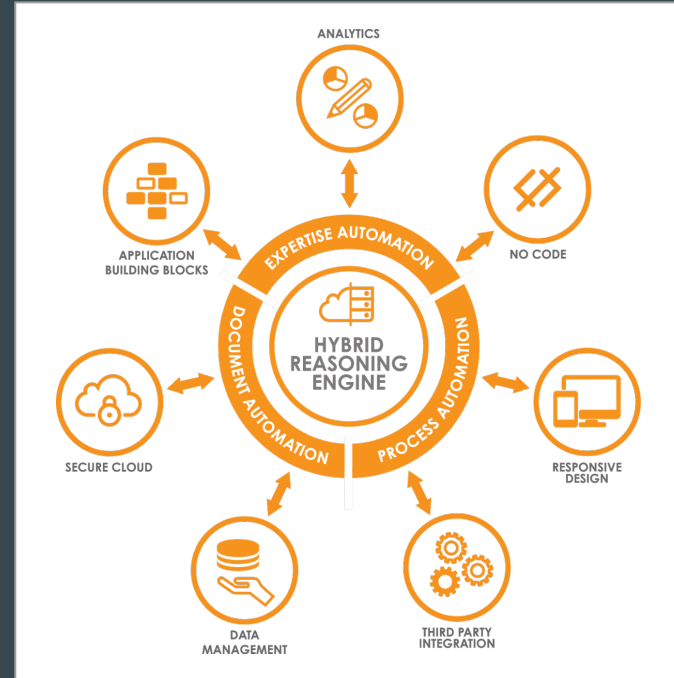 ANALYTICS
APPLICATION
BUILDING BLOCKS
NO CODE
EXPERTISE AUTOMATION
DOCUMENT AUTOMATION
PROCESS AUTOMATION
HYBRID
REASONING
ENGINE
SECURE CLOUD
RESPONSIVE
DESIGN
DATA
MANAGEMENT
THIRD PARTY
INTEGRATION